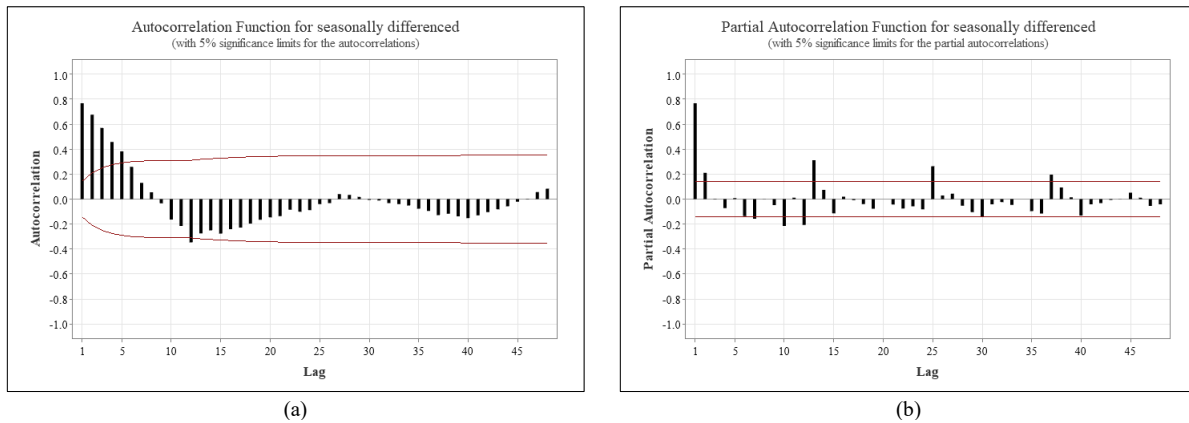 Autocorrelation Function for seasonally differenced
(with 5% significance limits for the autocorrelations)
1.0
0.8
0.6
0.4
0.2
0.0
-0.2
-0.4
-0.6
-0.8
-1.0
Autocorrelation
1 5 10 15 20 25 30 35 40 45
Lag
(a)
Partial Autocorrelation Function for seasonally differenced
(with 5% significance limits for the partial autocorrelations)
1.0
0.8
0.6
0.4
0.2
0.0
-0.2
-0.4
-0.6
-0.8
-1.0
Partial Autocorrelation
1 5 10 15 20 25 30 35 40 45
Lag
(b)